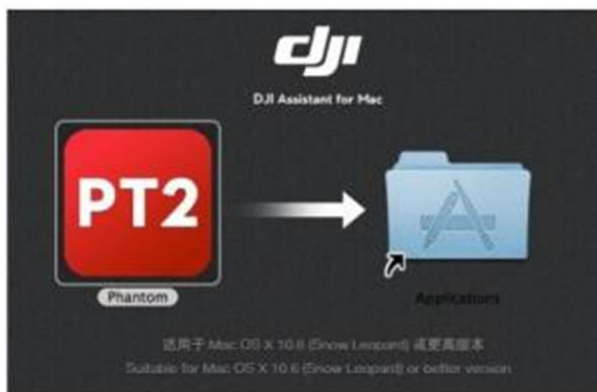 dji
DJI Assistant for Mac
PT2
Phantom
Applications
适用于 Mac OS X 10.6 (Snow Leopard) 或更高版本
Suitable for Mac OS X 10.6 (Snow Leopard) or better version